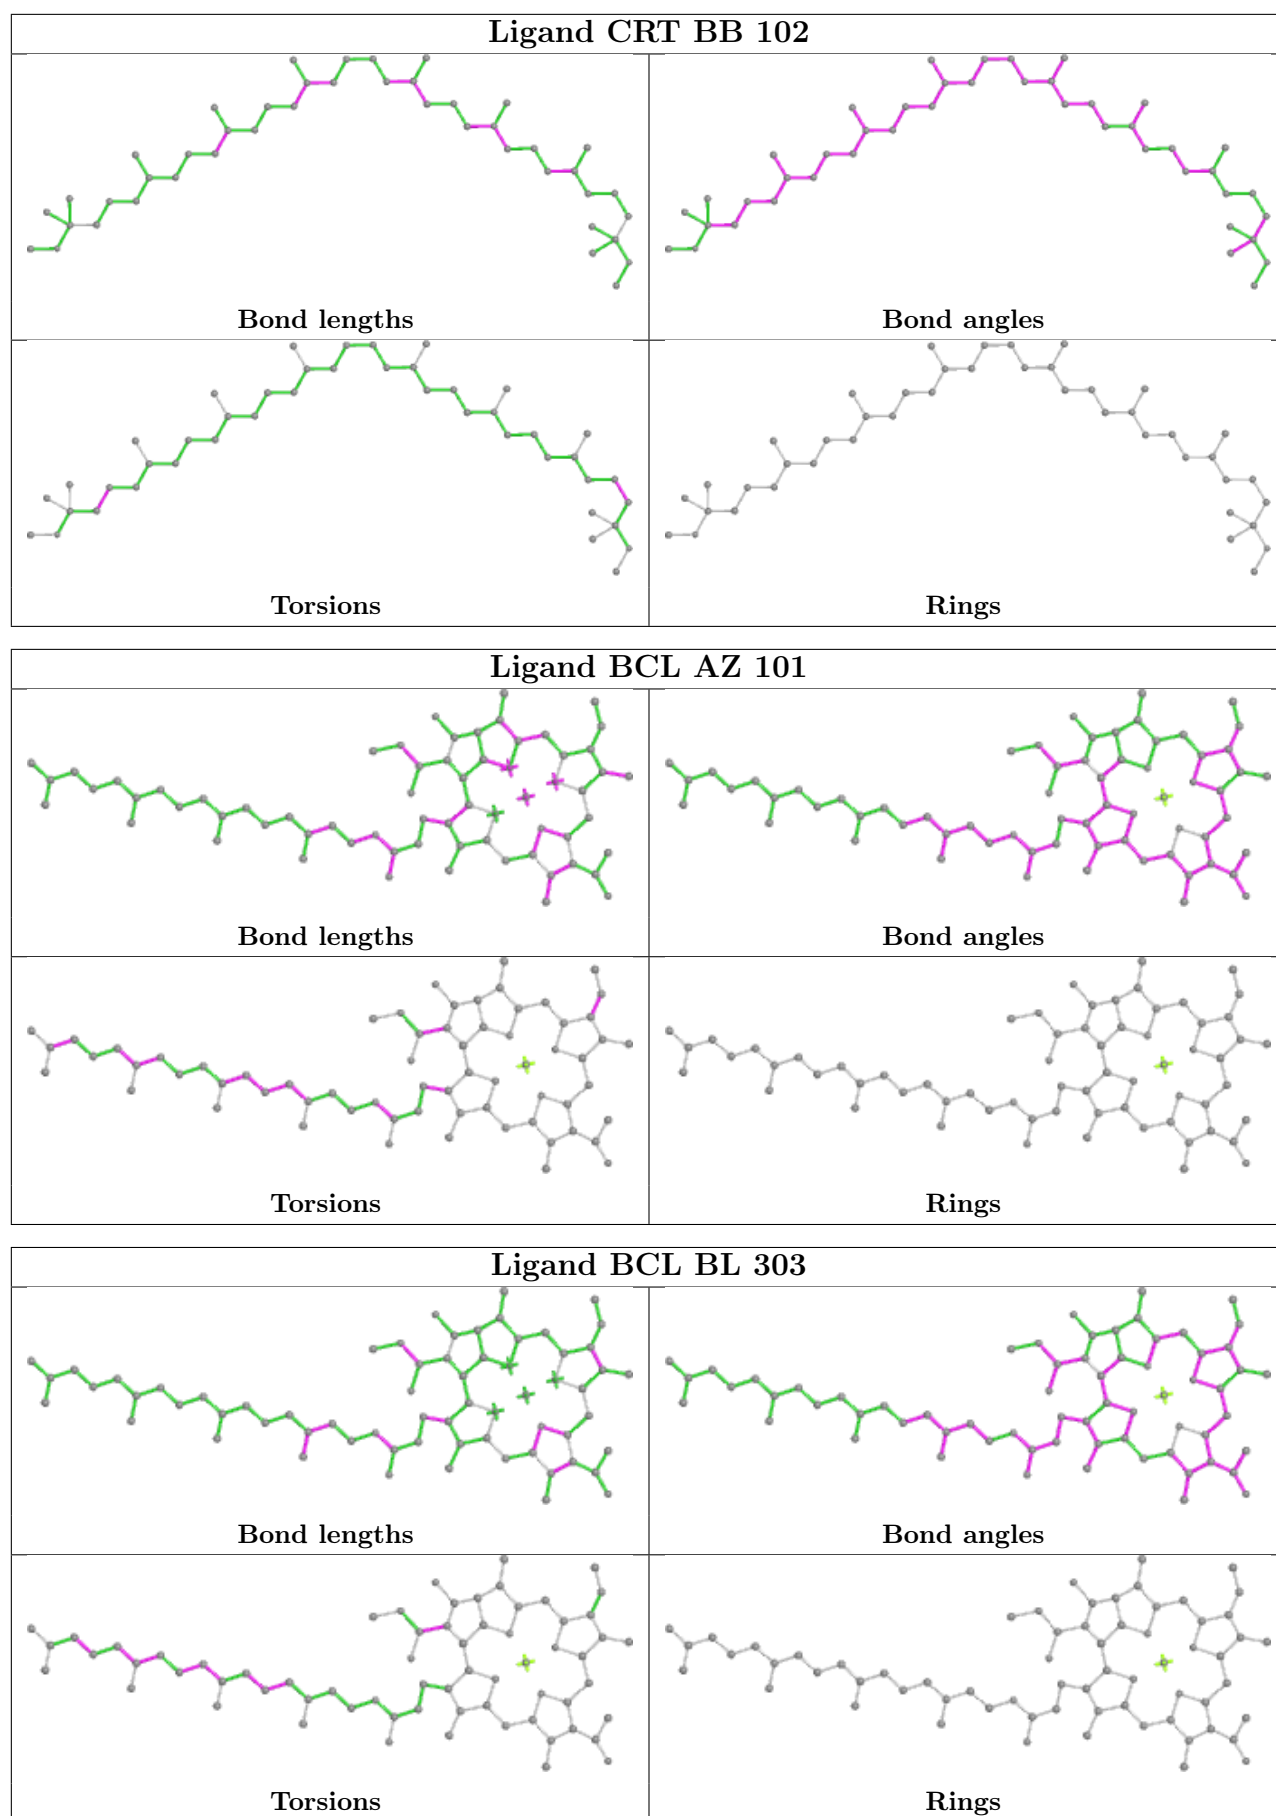 Ligand CRT BB 102
Bond lengths
Bond angles
Torsions
Rings
Ligand BCL AZ 101
Bond lengths
Bond angles
Torsions
Rings
Ligand BCL BL 303
Bond lengths
Bond angles
Torsions
Rings